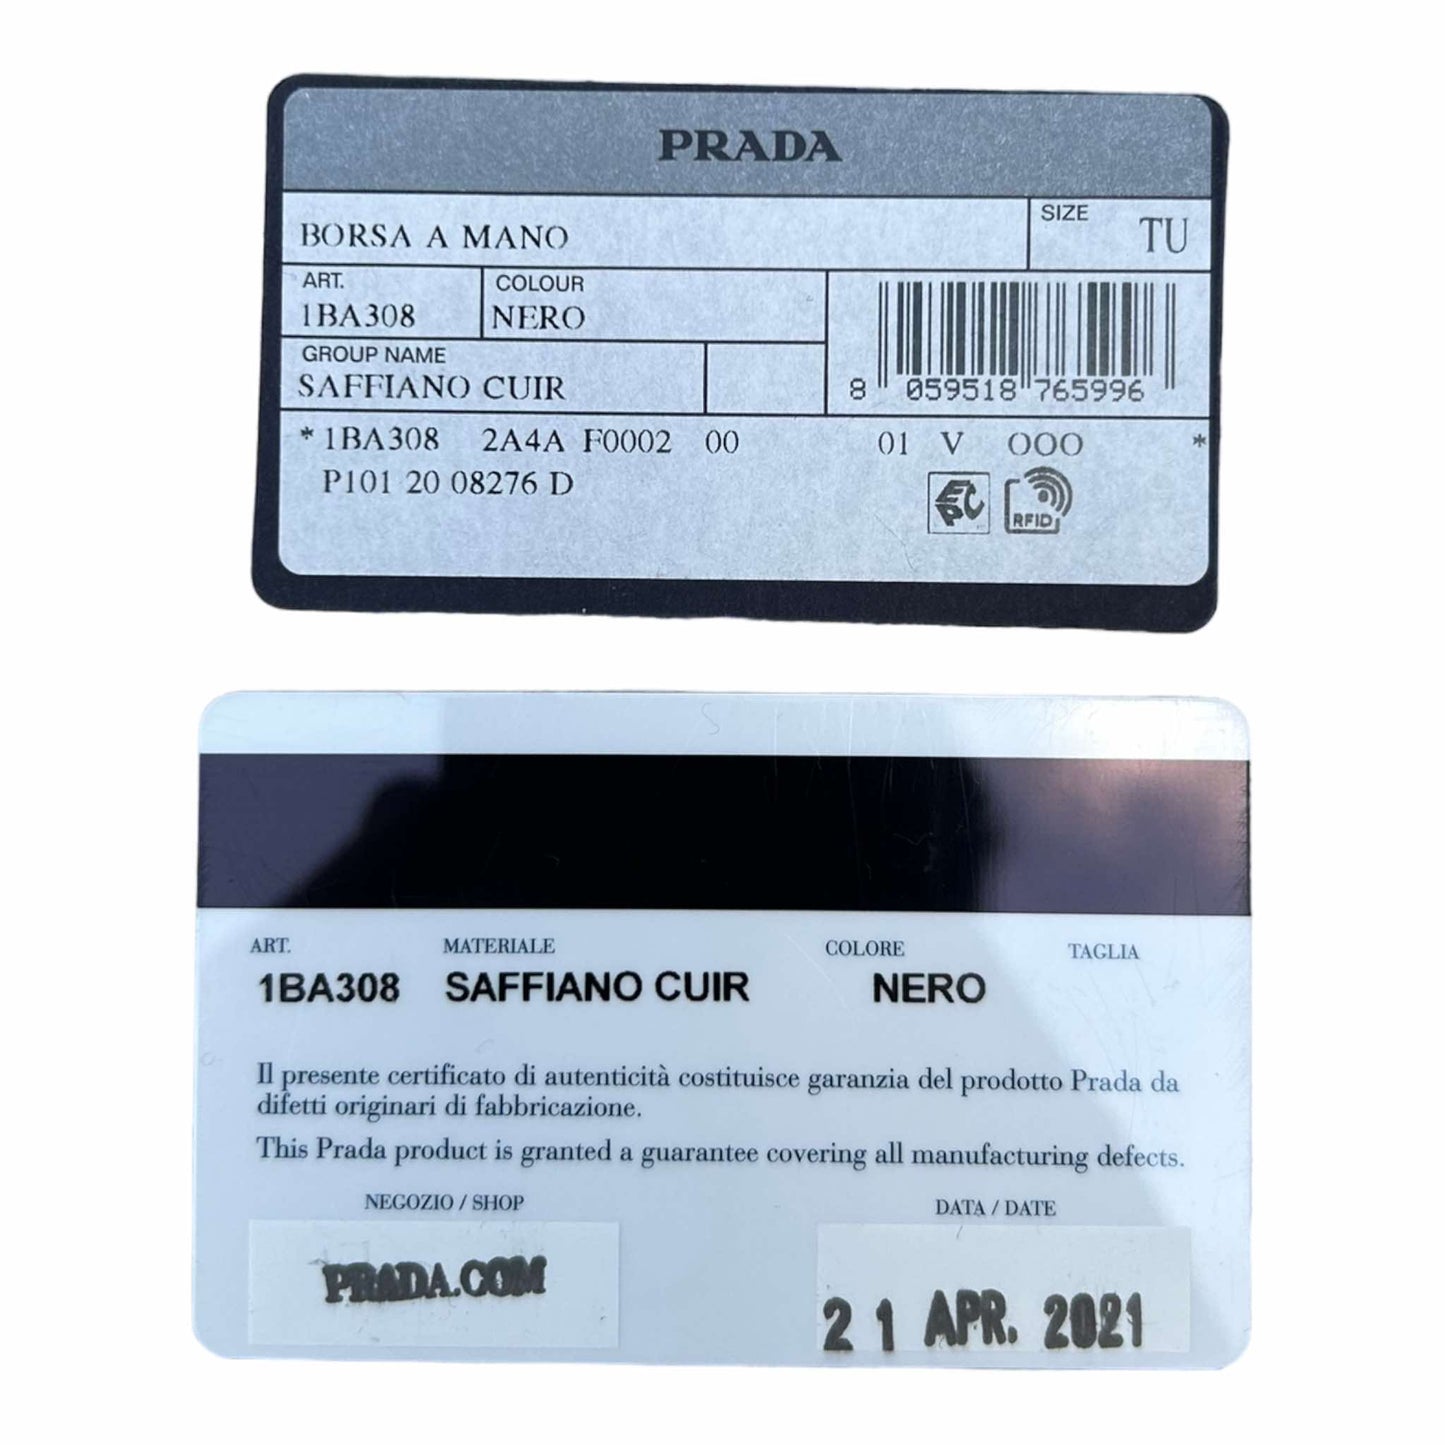 PRADA
BORSA A MANO
SIZE TU
ART. COLOUR
1BA308 NERO
GROUP NAME
SAFFIANO CUIR
8 059518 765996
* 1BA308 2A4A F0002 00 01 V OOO *
P101 20 08276 D
EPC RFID
ART. MATERIALE COLORE TAGLIA
1BA308 SAFFIANO CUIR NERO
Il presente certificato di autenticità costituisce garanzia del prodotto Prada da
difetti originari di fabbricazione.
This Prada product is granted a guarantee covering all manufacturing defects.
NEGOZIO / SHOP DATA / DATE
PRADA.COM 21 APR. 2021